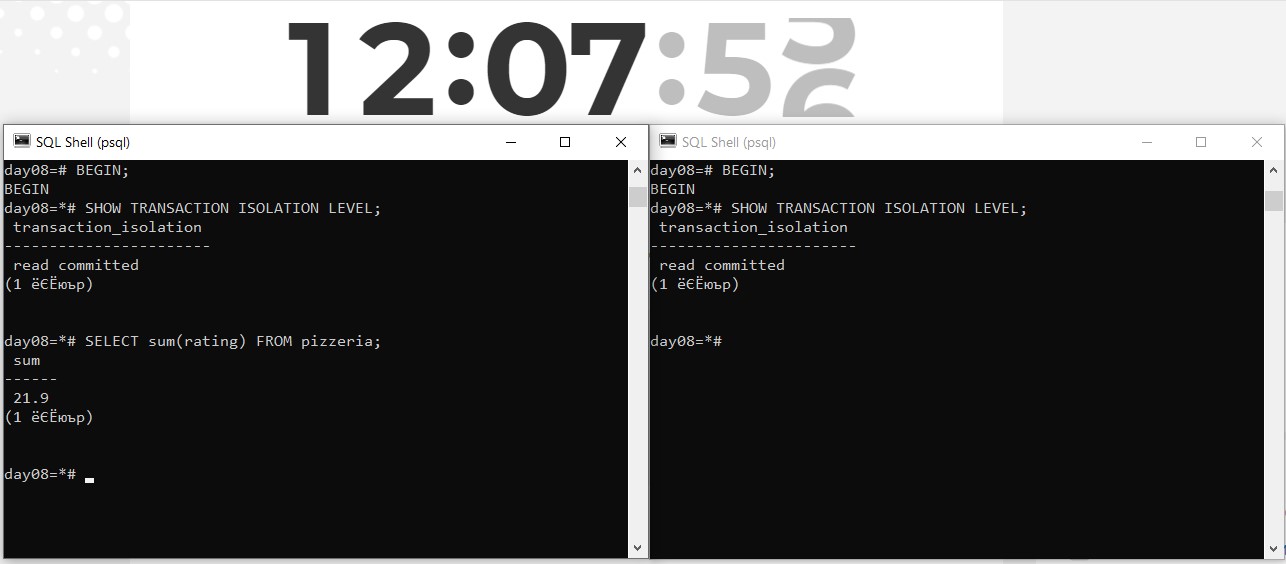 12:07:5
SQL Shell (psql)
day08=# BEGIN;
BEGIN
day08=*# SHOW TRANSACTION ISOLATION LEVEL;
transaction_isolation
-----------------------
read committed
(1 ёЄЁюър)
day08=*# SELECT sum(rating) FROM pizzeria;
sum
------
21.9
(1 ёЄЁюър)
day08=*#
SQL Shell (psql)
day08=# BEGIN;
BEGIN
day08=*# SHOW TRANSACTION ISOLATION LEVEL;
transaction_isolation
-----------------------
read committed
(1 ёЄЁюър)
day08=*#